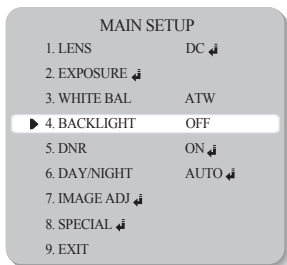 MAIN SETUP
1. LENS DC ↲
2. EXPOSURE ↲
3. WHITE BAL ATW
▶ 4. BACKLIGHT OFF
5. DNR ON ↲
6. DAY/NIGHT AUTO ↲
7. IMAGE ADJ ↲
8. SPECIAL ↲
9. EXIT